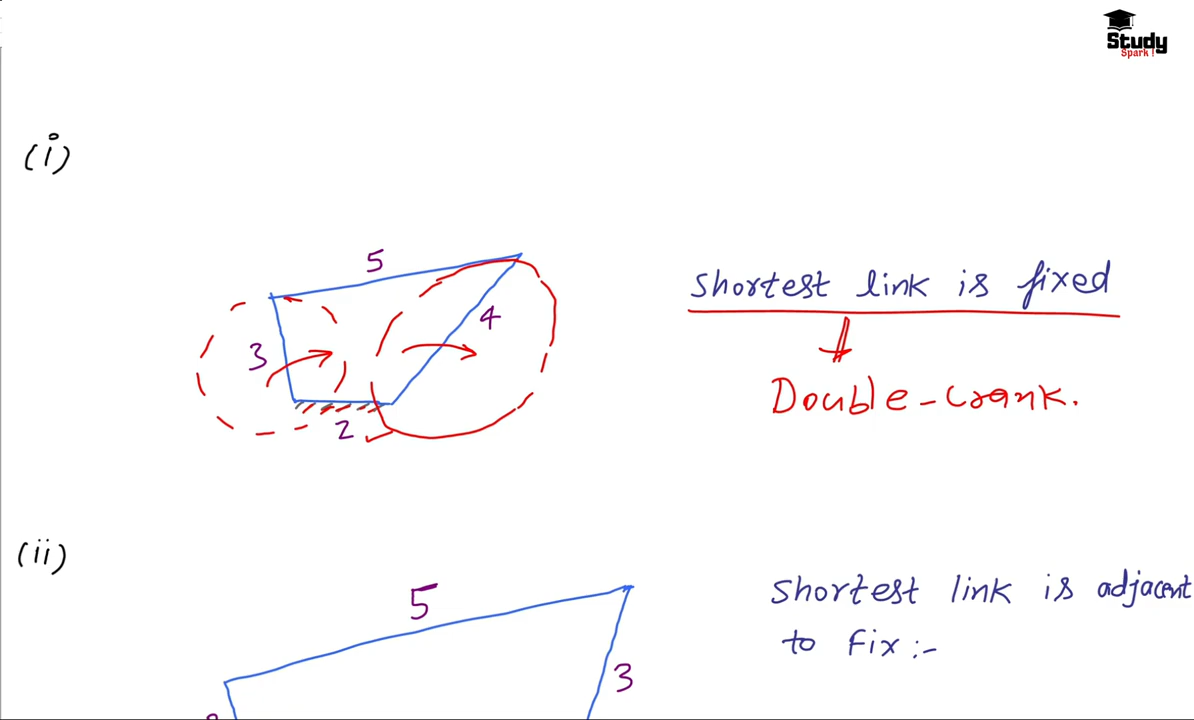 Study
Spark!
(i)
5
3
4
2
Shortest link is fixed
Double-crank.
(ii)
5
3
Shortest link is adjacent
to Fix :-